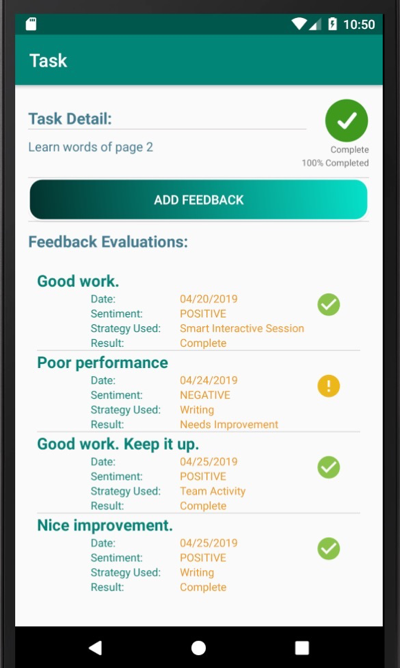 10:50
Task
Task Detail:
Learn words of page 2
Complete
100% Completed
ADD FEEDBACK
Feedback Evaluations:
Good work.
Date: 04/20/2019
Sentiment: POSITIVE
Strategy Used: Smart Interactive Session
Result: Complete
Poor performance
Date: 04/24/2019
Sentiment: NEGATIVE
Strategy Used: Writing
Result: Needs Improvement
Good work. Keep it up.
Date: 04/25/2019
Sentiment: POSITIVE
Strategy Used: Team Activity
Result: Complete
Nice improvement.
Date: 04/25/2019
Sentiment: POSITIVE
Strategy Used: Writing
Result: Complete